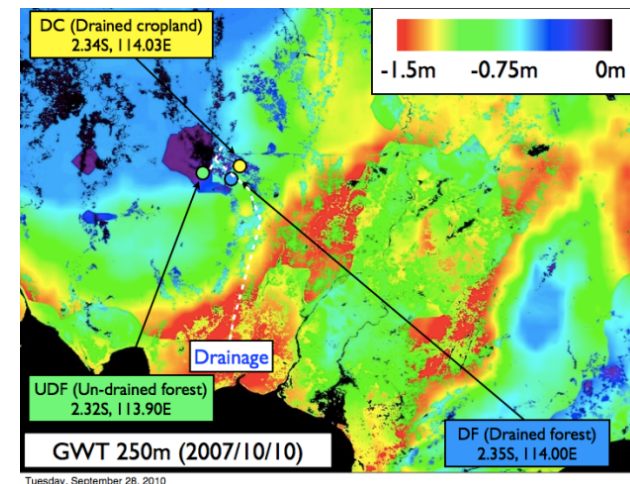 DC (Drained cropland)
2.34S, 114.03E
-1.5m -0.75m 0m
Drainage
UDF (Un-drained forest)
2.32S, 113.90E
DF (Drained forest)
2.35S, 114.00E
GWT 250m (2007/10/10)
Tuesday, September 28, 2010